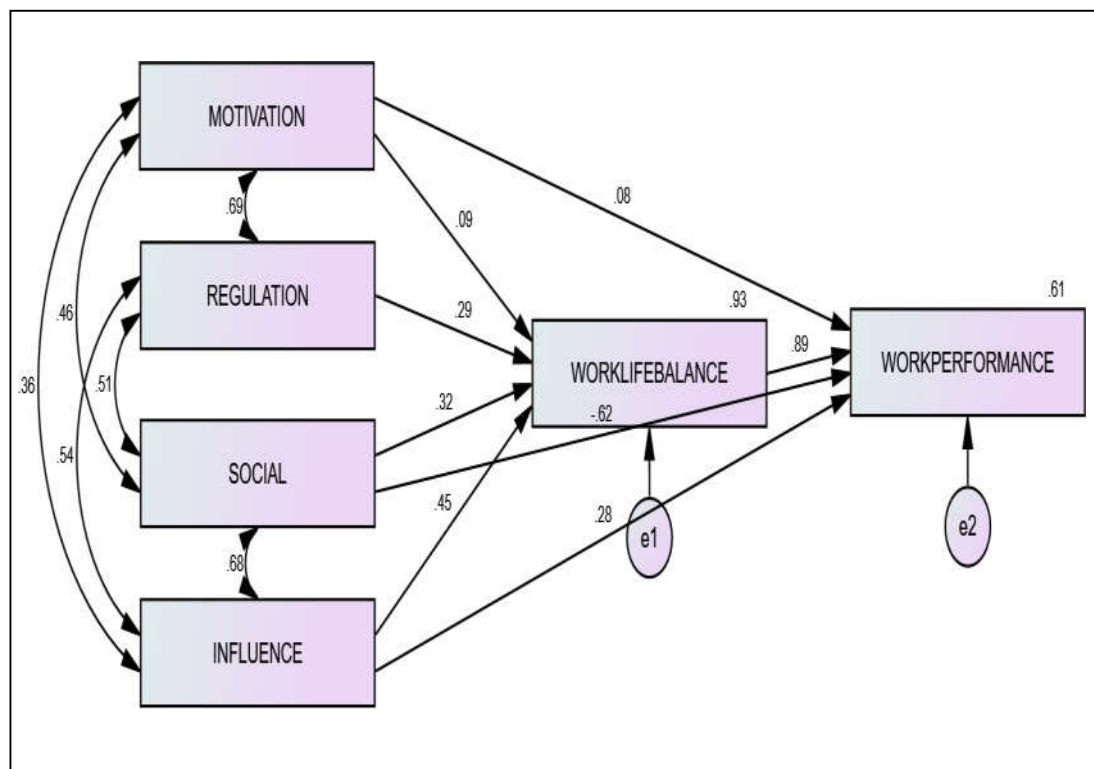 MOTIVATION
.69
.08
.09
REGULATION
.46
.29
.93
.61
.36
.51
WORKLIFEBALANCE
.89
WORKPERFORMANCE
.32
-.62
.54
SOCIAL
.45
.28
e1
e2
.68
INFLUENCE